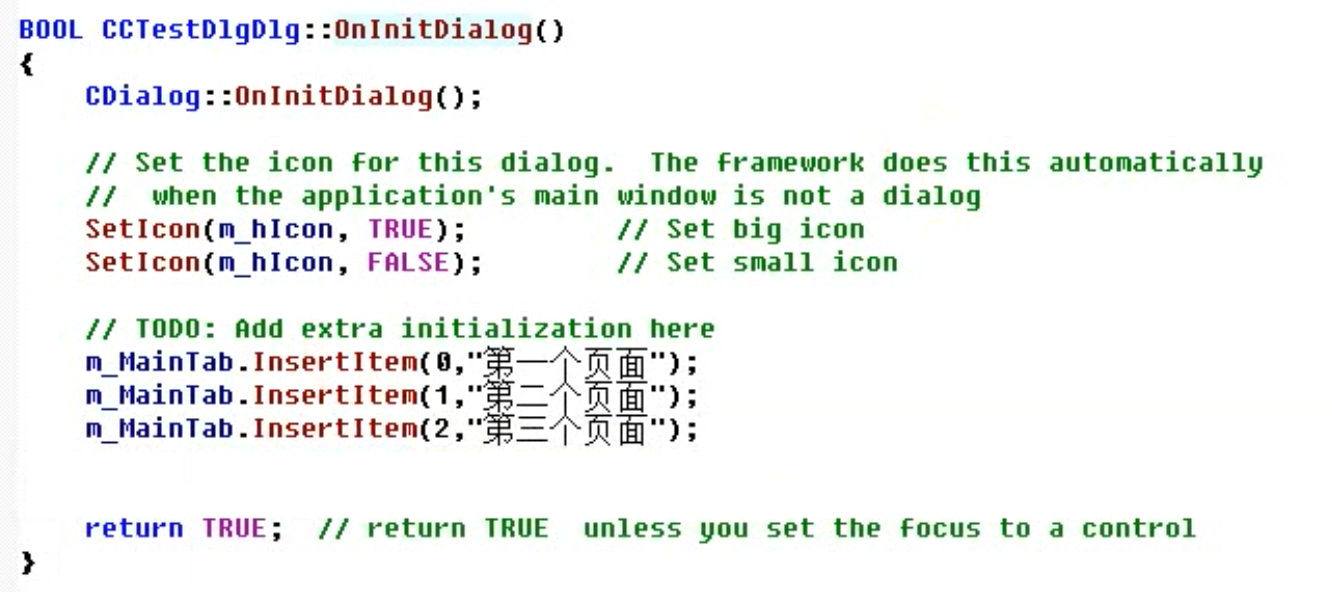 BOOL CCTestDlgDlg::OnInitDialog()
{
    CDialog::OnInitDialog();
    // Set the icon for this dialog.  The framework does this automatically
    //  when the application's main window is not a dialog
    SetIcon(m_hIcon, TRUE);         // Set big icon
    SetIcon(m_hIcon, FALSE);        // Set small icon
    // TODO: Add extra initialization here
    m_MainTab.InsertItem(0,"第一个页面");
    m_MainTab.InsertItem(1,"第二个页面");
    m_MainTab.InsertItem(2,"第三个页面");
    return TRUE;  // return TRUE  unless you set the focus to a control
}